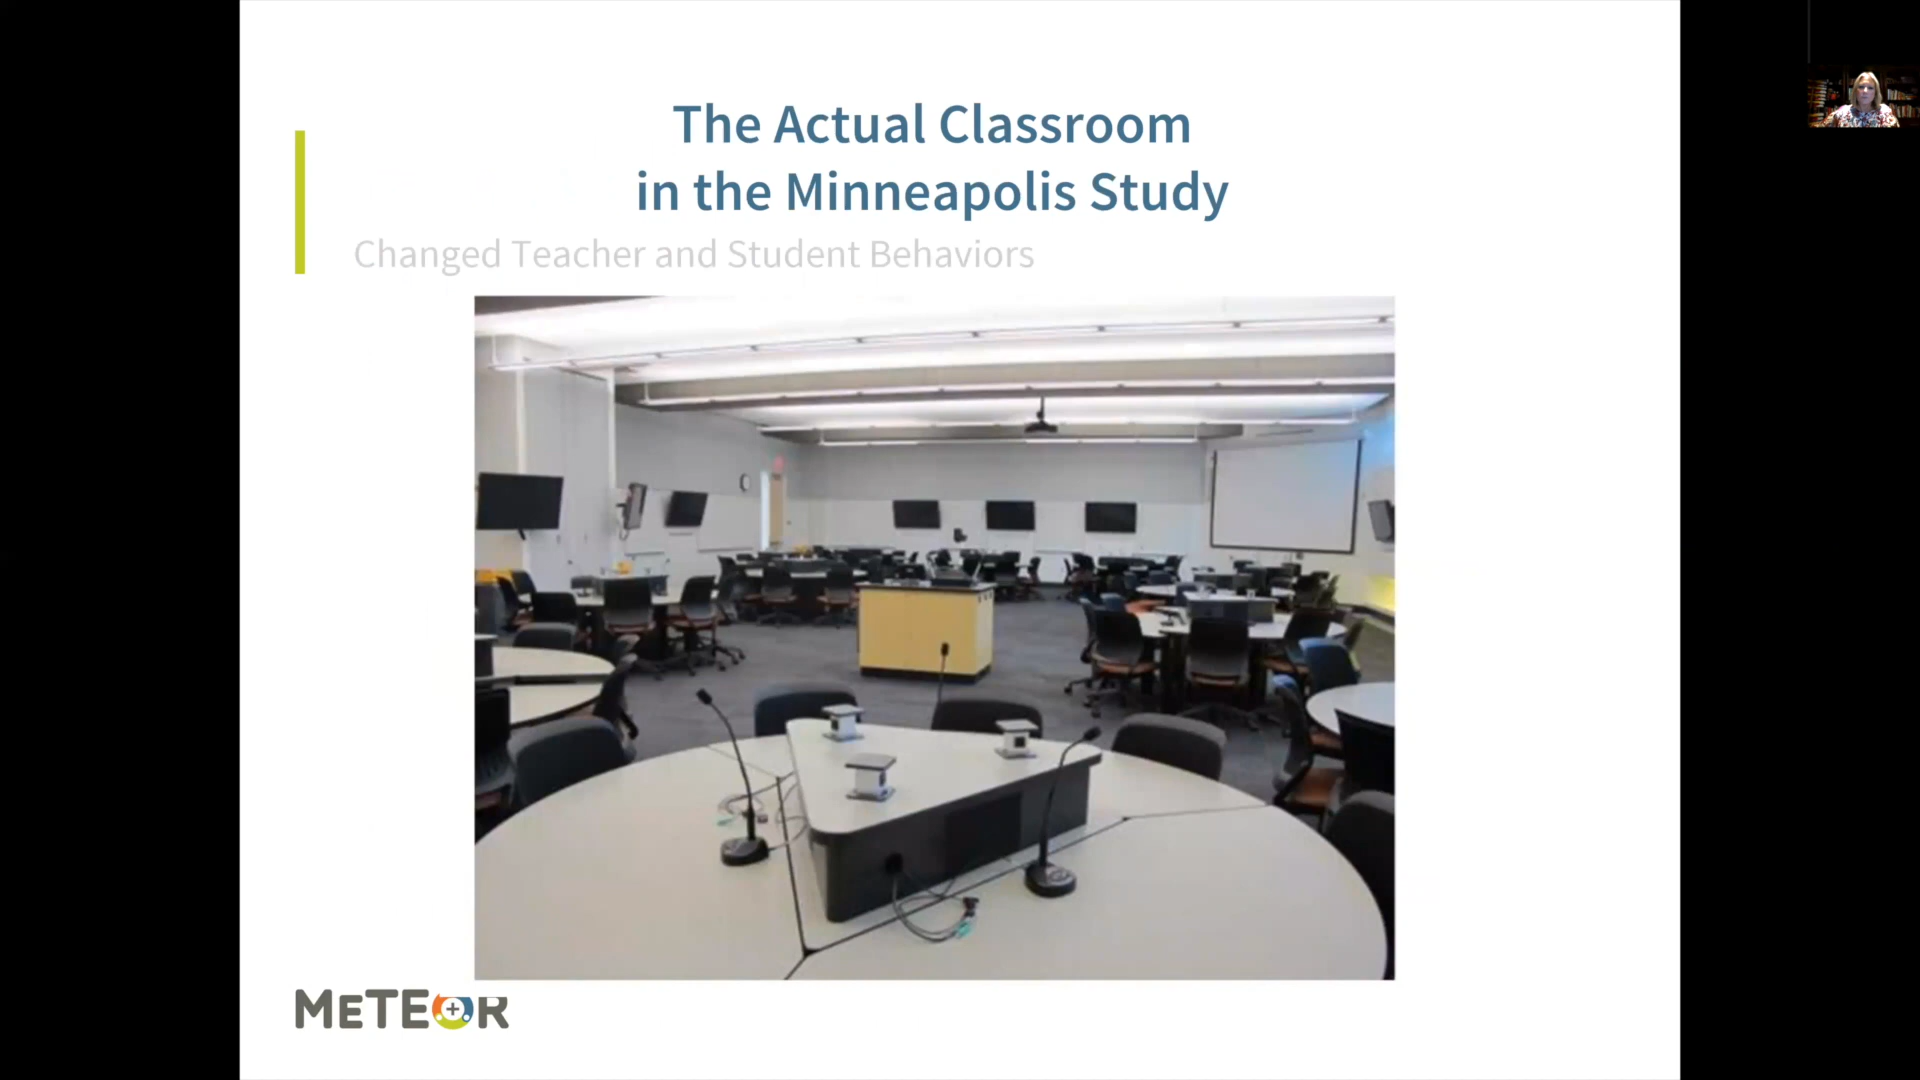 The Actual Classroom
in the Minneapolis Study
Changed Teacher and Student Behaviors
METEOR